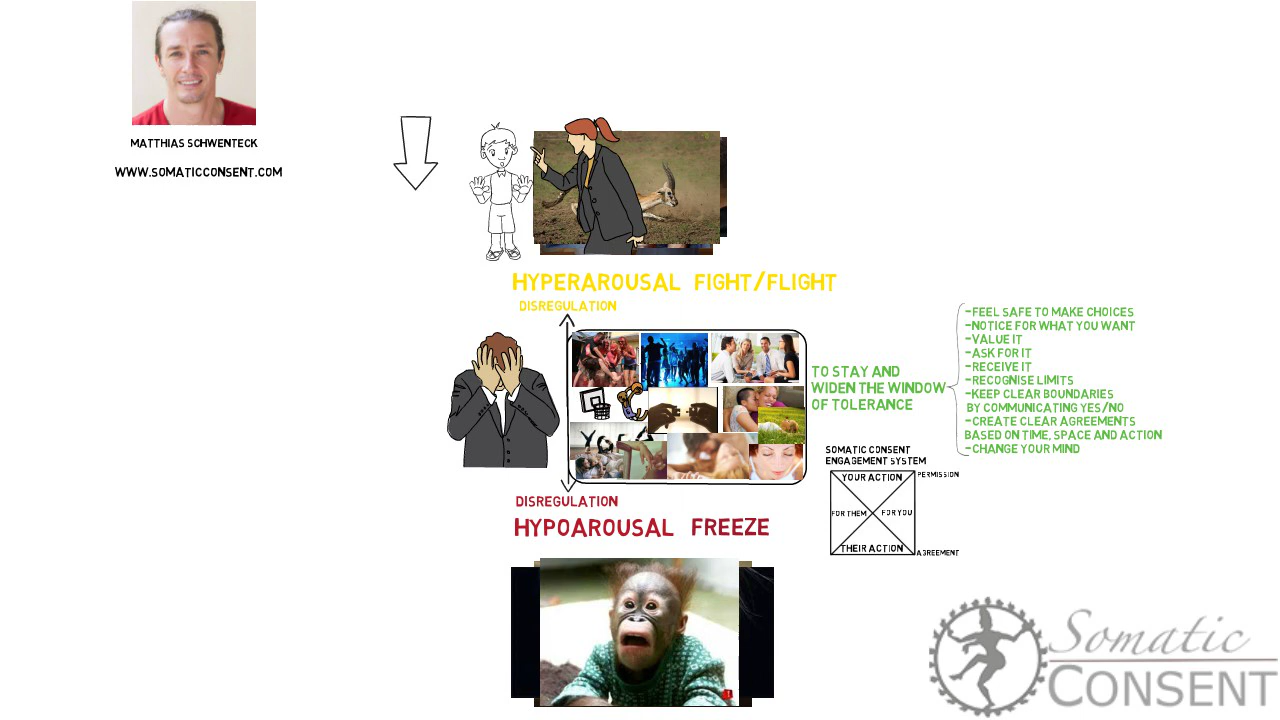 MATTHIAS SCHWENTECK
WWW.SOMATICCONSENT.COM
HYPERAROUSAL FIGHT/FLIGHT
DISREGULATION
TO STAY AND
WIDEN THE WINDOW
OF TOLERANCE
-FEEL SAFE TO MAKE CHOICES
-NOTICE FOR WHAT YOU WANT
-VALUE IT
-ASK FOR IT
-RECEIVE IT
-RECOGNISE LIMITS
-KEEP CLEAR BOUNDARIES
BY COMMUNICATING YES/NO
-CREATE CLEAR AGREEMENTS
BASED ON TIME, SPACE AND ACTION
-CHANGE YOUR MIND
SOMATIC CONSENT
ENGAGEMENT SYSTEM
YOUR ACTION
PERMISSION
FOR THEM
FOR YOU
THEIR ACTION
AGREEMENT
DISREGULATION
HYPOAROUSAL FREEZE
Somatic
CONSENT